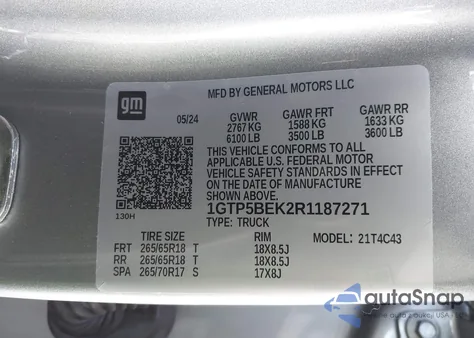 gm
MFD BY GENERAL MOTORS LLC
05/24
GVWR GAWR FRT GAWR RR
2767 KG 1588 KG 1633 KG
6100 LB 3500 LB 3600 LB
THIS VEHICLE CONFORMS TO ALL
APPLICABLE U.S. FEDERAL MOTOR
VEHICLE SAFETY STANDARDS IN EFFECT
ON THE DATE OF MANUFACTURE
SHOWN ABOVE.
130H
1GTP5BEK2R1187271
TYPE: TRUCK
TIRE SIZE RIM MODEL: 21T4C43
FRT 265/65R18 T 18X8.5J
RR 265/65R18 T 18X8.5J
SPA 265/70R17 S 17X8J
autoSnap